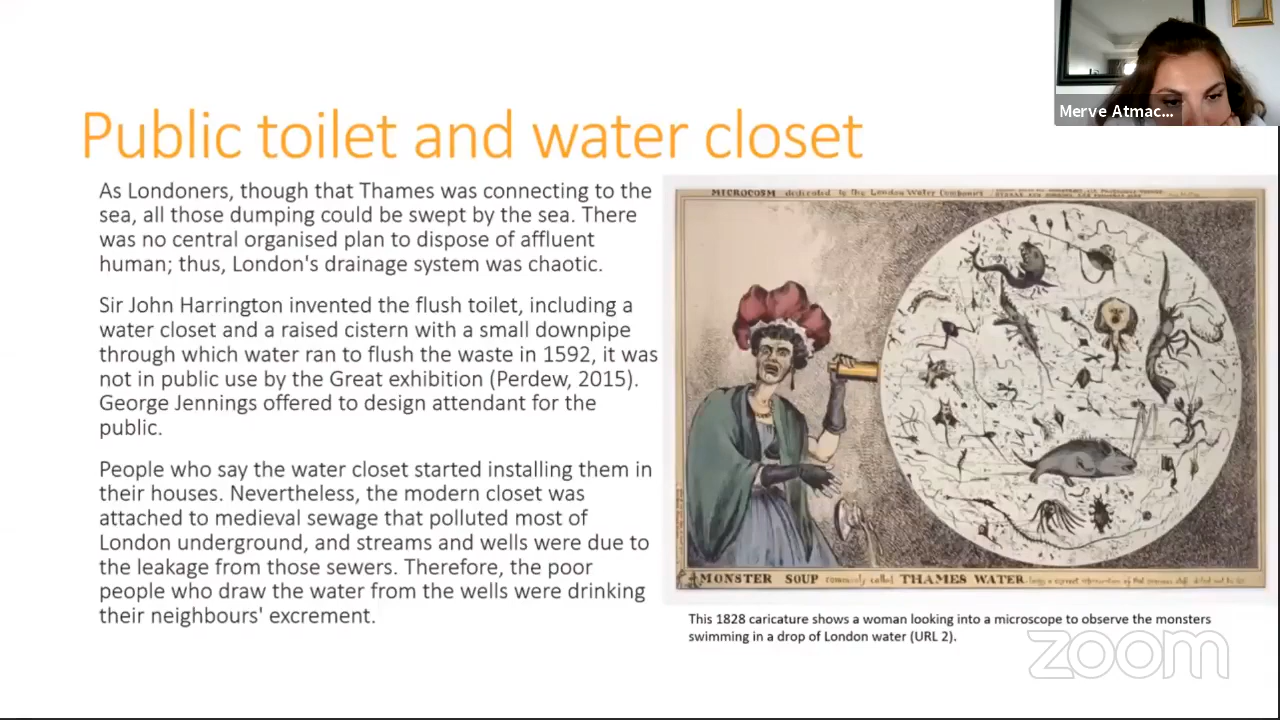 Merve Atmac...
Public toilet and water closet
As Londoners, though that Thames was connecting to the
sea, all those dumping could be swept by the sea. There
was no central organised plan to dispose of affluent
human; thus, London's drainage system was chaotic.
Sir John Harrington invented the flush toilet, including a
water closet and a raised cistern with a small downpipe
through which water ran to flush the waste in 1592, it was
not in public use by the Great exhibition (Perdew, 2015).
George Jennings offered to design attendant for the
public.
People who say the water closet started installing them in
their houses. Nevertheless, the modern closet was
attached to medieval sewage that polluted most of
London underground, and streams and wells were due to
the leakage from those sewers. Therefore, the poor
people who draw the water from the wells were drinking
their neighbours' excrement.
MICROCOSM dedicated to the London Water Companies
MONSTER SOUP commonly called THAMES WATER
This 1828 caricature shows a woman looking into a microscope to observe the monsters
swimming in a drop of London water (URL 2).
zoom